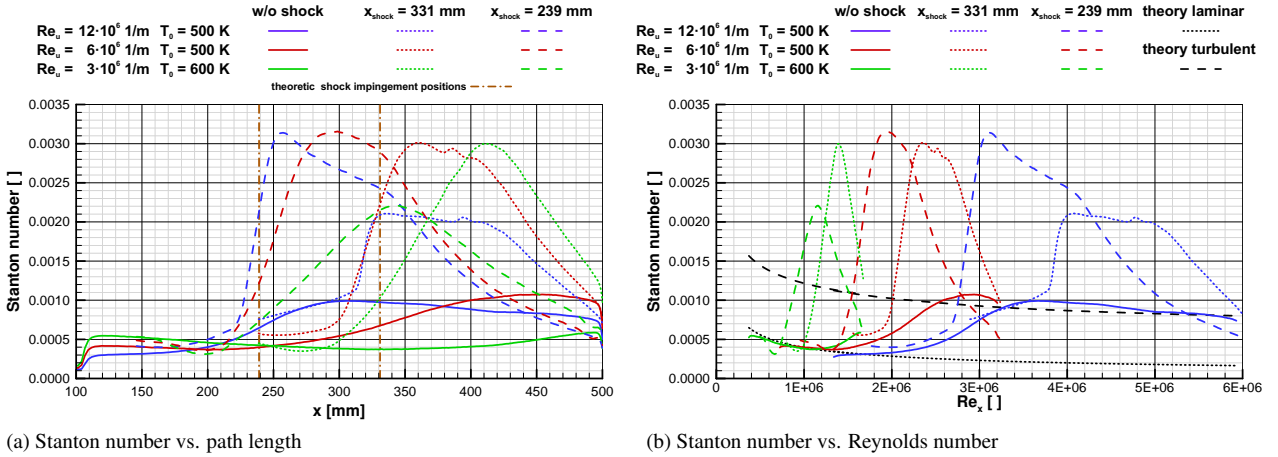 w/o shock x_shock = 331 mm x_shock = 239 mm
Re_u = 12·10^6 1/m T_0 = 500 K
Re_u = 6·10^6 1/m T_0 = 500 K
Re_u = 3·10^6 1/m T_0 = 600 K
theoretic shock impingement positions
0.0035
0.0030
0.0025
0.0020
0.0015
0.0010
0.0005
0.0000
Stanton number [ ]
100 150 200 250 300 350 400 450 500
x [mm]
(a) Stanton number vs. path length
w/o shock x_shock = 331 mm x_shock = 239 mm theory laminar
Re_u = 12·10^6 1/m T_0 = 500 K
theory turbulent
Re_u = 6·10^6 1/m T_0 = 500 K
Re_u = 3·10^6 1/m T_0 = 600 K
0.0035
0.0030
0.0025
0.0020
0.0015
0.0010
0.0005
0.0000
Stanton number [ ]
0 1E+06 2E+06 3E+06 4E+06 5E+06 6E+06
Re_x [ ]
(b) Stanton number vs. Reynolds number